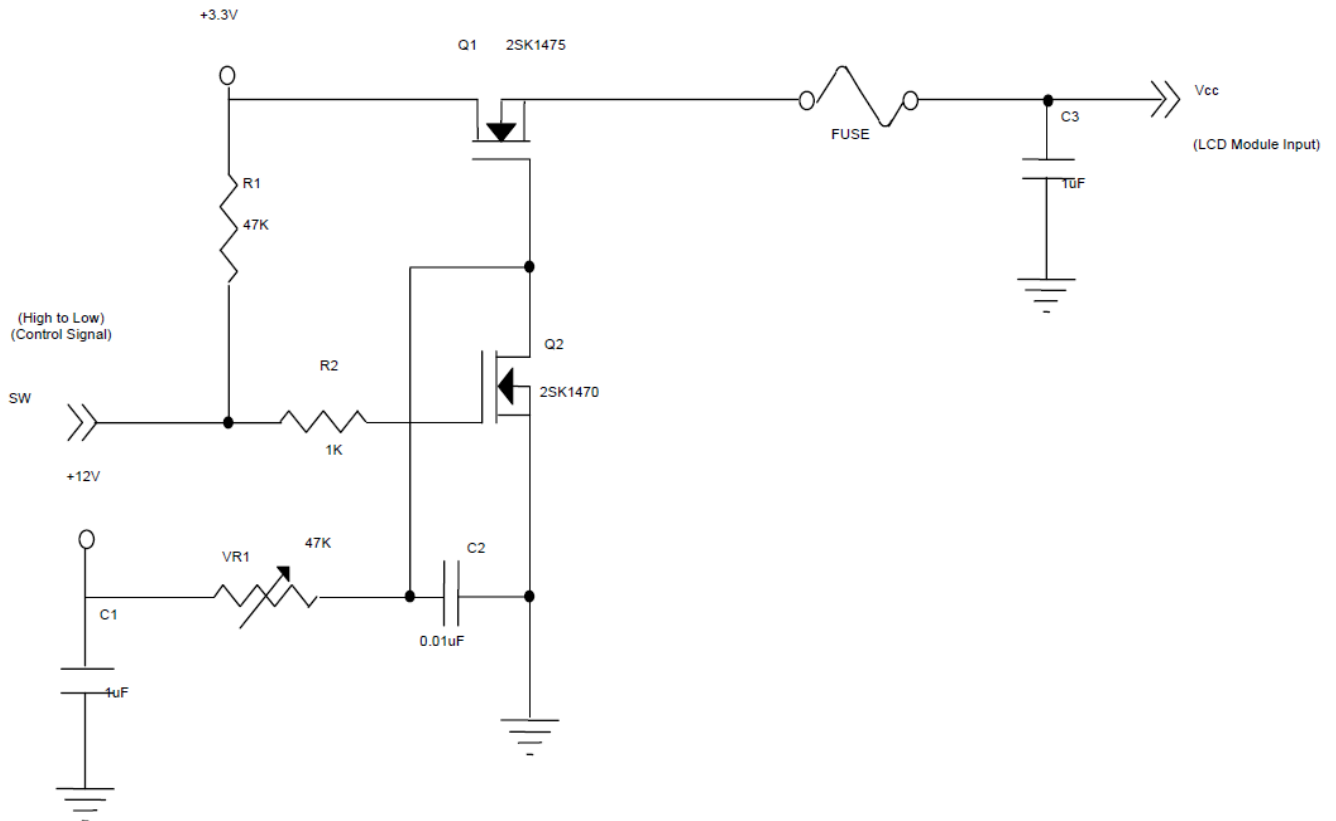 +3.3V
Q1 2SK1475
Vcc
C3
FUSE
(LCD Module Input)
R1
1uF
47K
(High to Low)
(Control Signal)
Q2
R2
2SK1470
SW
1K
+12V
47K
C2
VR1
C1
0.01uF
1uF